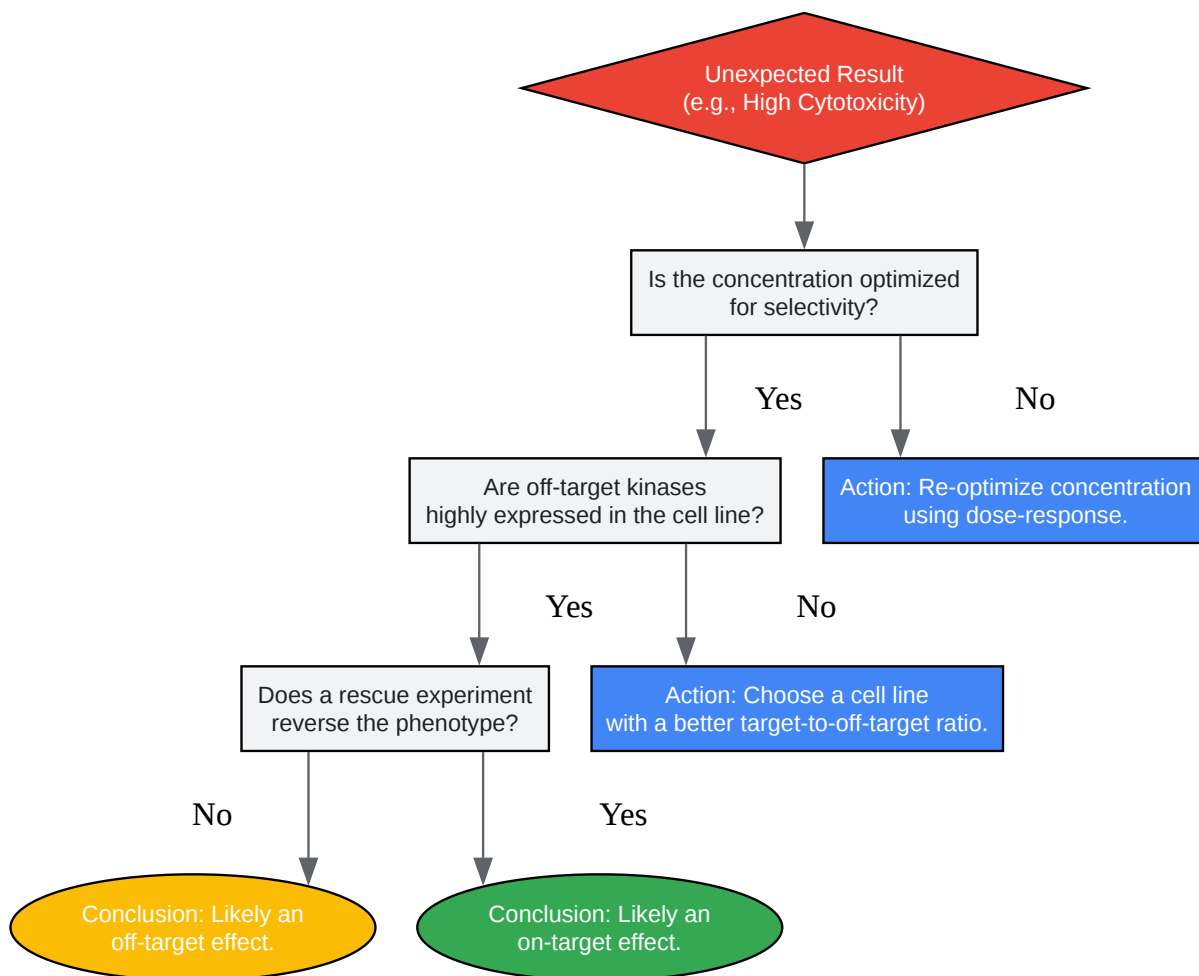 Unexpected Result
(e.g., High Cytotoxicity)
Is the concentration optimized
for selectivity?
Yes
No
Are off-target kinases
highly expressed in the cell line?
Action: Re-optimize concentration
using dose-response.
Yes
No
Does a rescue experiment
reverse the phenotype?
Action: Choose a cell line
with a better target-to-off-target ratio.
No
Yes
Conclusion: Likely an
off-target effect.
Conclusion: Likely an
on-target effect.